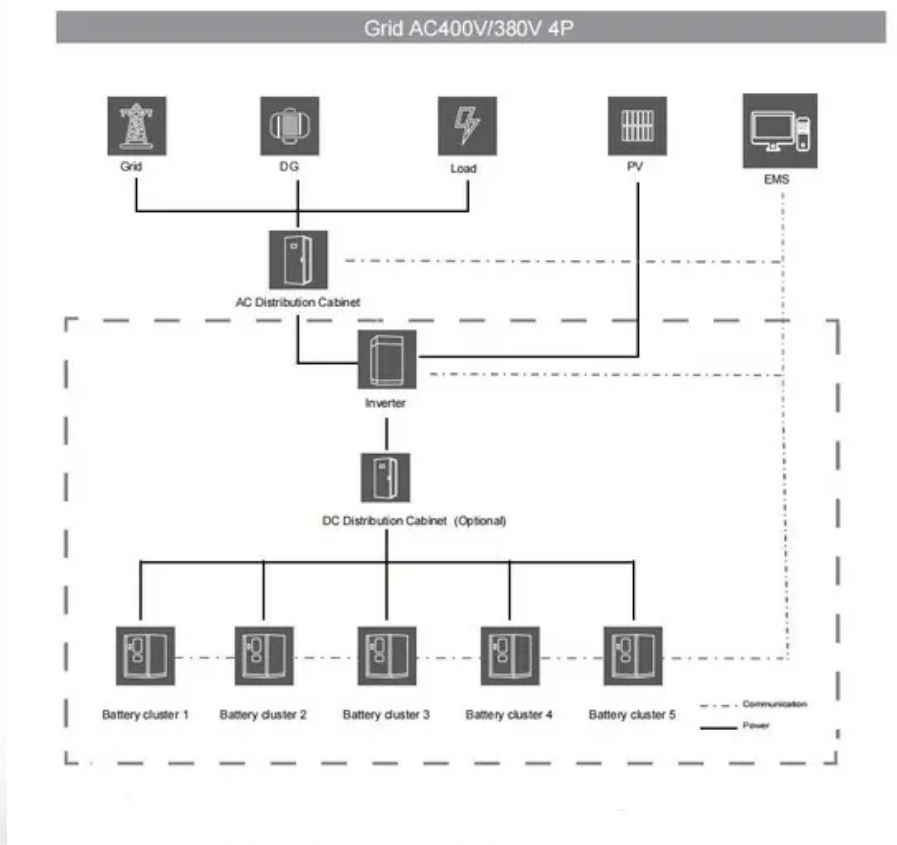 Grid AC400V/380V 4P
Grid
DG
Load
PV
EMS
AC Distribution Cabinet
Inverter
DC Distribution Cabinet (Optional)
Battery cluster 1
Battery cluster 2
Battery cluster 3
Battery cluster 4
Battery cluster 5
Communication
Power